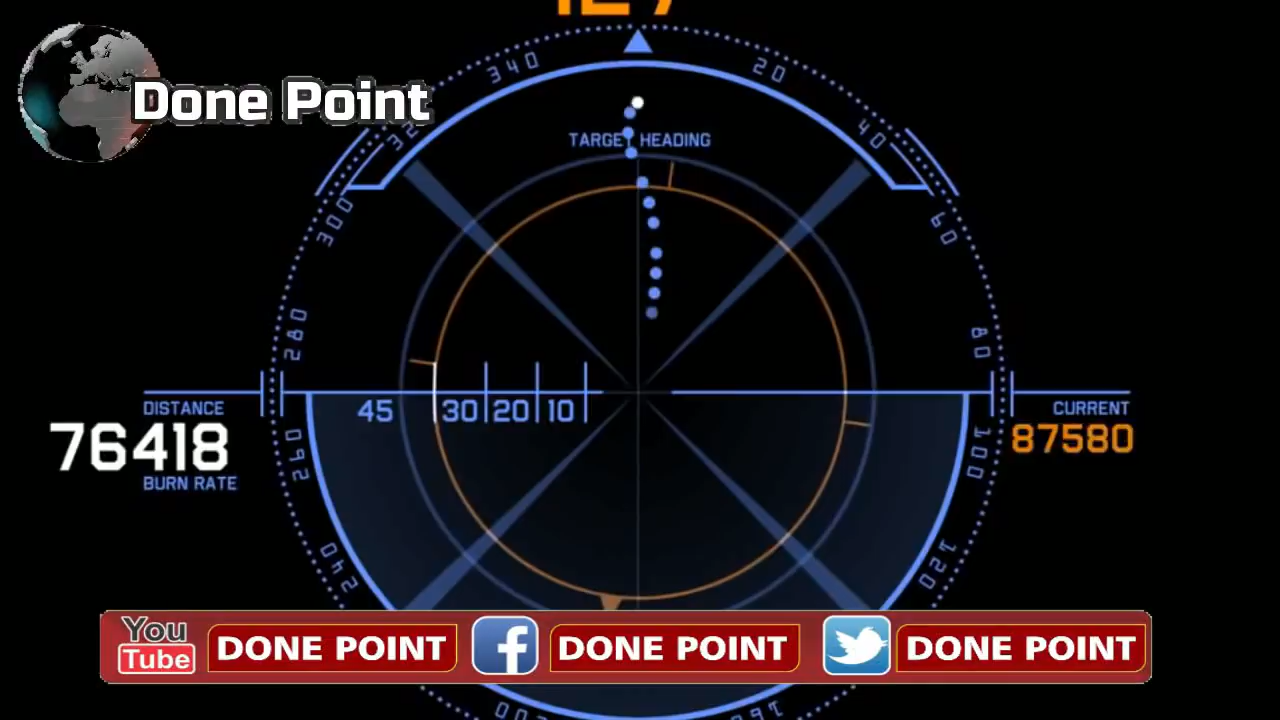 Done Point
340
20
40
TARGET HEADING
300
60
280
80
45
30
20
10
DISTANCE
76418
BURN RATE
CURRENT
87580
260
100
240
120
You
Tube
DONE POINT
DONE POINT
DONE POINT
200